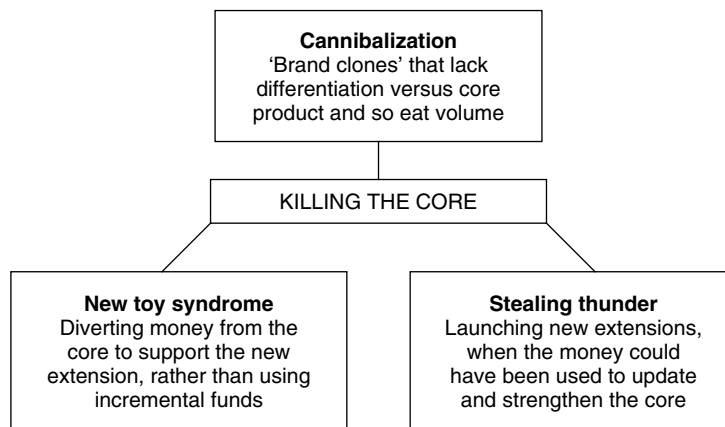 Cannibalization
‘Brand clones’ that lack
differentiation versus core
product and so eat volume
KILLING THE CORE
New toy syndrome
Diverting money from the
core to support the new
extension, rather than using
incremental funds
Stealing thunder
Launching new extensions,
when the money could
have been used to update
and strengthen the core